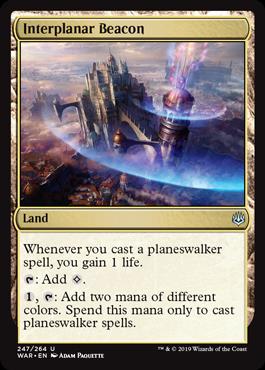 Interplanar Beacon
Land
Whenever you cast a planeswalker
spell, you gain 1 life.
: Add .
1, : Add two mana of different
colors. Spend this mana only to cast
planeswalker spells.
247/264 U
WAR • EN Adam Paquette
™ & © 2019 Wizards of the Coast